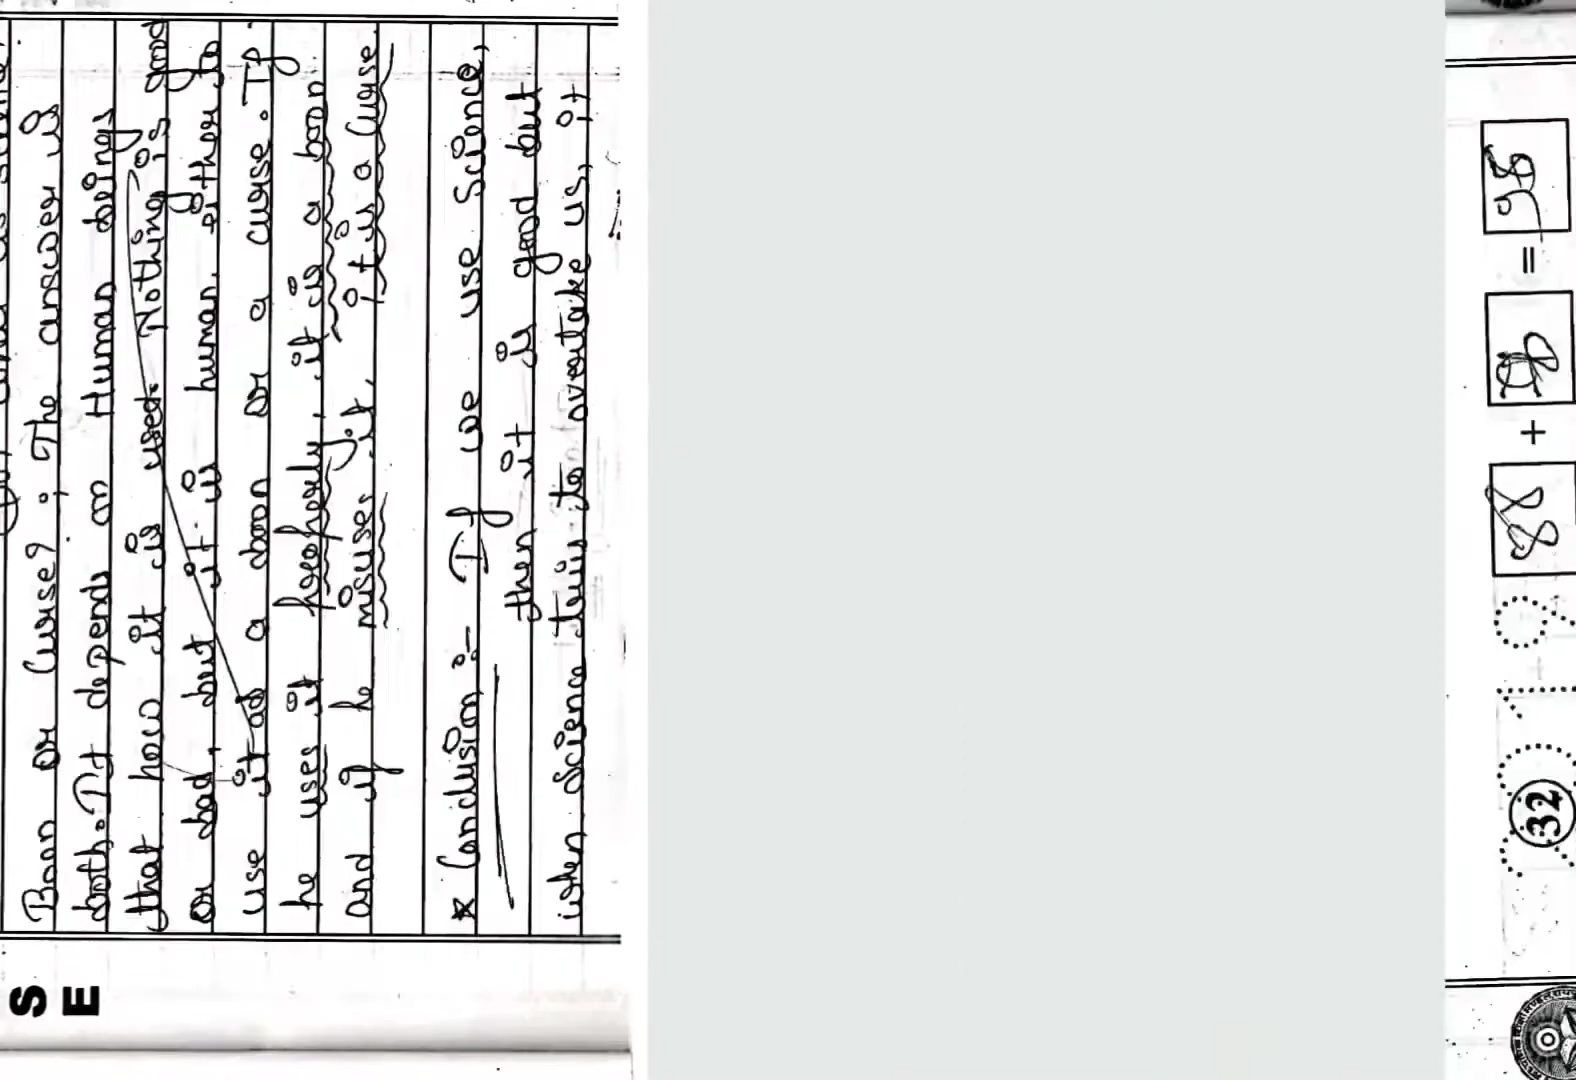 Boon or Curse? : The answer is
both. It depends on Human beings
that how it is used. Nothing is good
or bad, but it is human, either to
use it as a boon or a curse. If
he uses it properly, it is a boon
and if he misuses it, it is a Curse.
* Conclusion :- If we use Science,
then it is good but
when Science tries to overtake us, it
S
E
32
88 + =